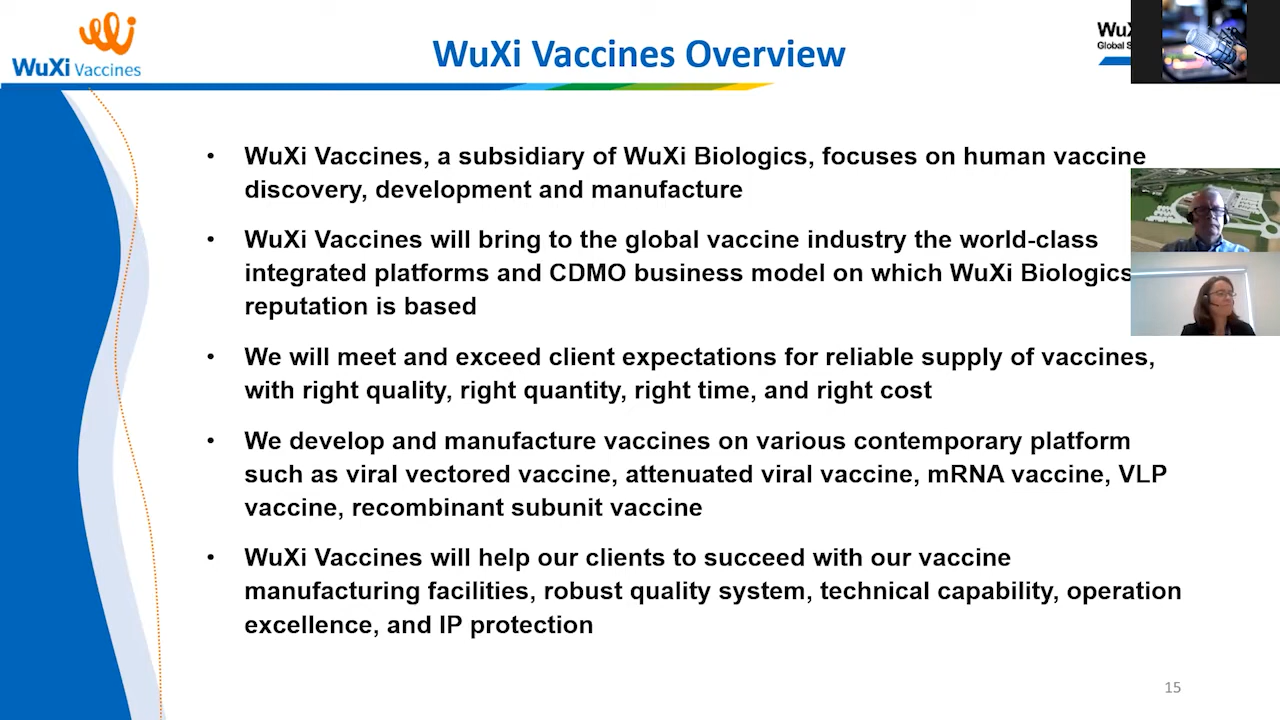 WuXi Vaccines
WuXi Vaccines Overview
WuX
Global S
• WuXi Vaccines, a subsidiary of WuXi Biologics, focuses on human vaccine
discovery, development and manufacture
• WuXi Vaccines will bring to the global vaccine industry the world-class
integrated platforms and CDMO business model on which WuXi Biologics
reputation is based
• We will meet and exceed client expectations for reliable supply of vaccines,
with right quality, right quantity, right time, and right cost
• We develop and manufacture vaccines on various contemporary platform
such as viral vectored vaccine, attenuated viral vaccine, mRNA vaccine, VLP
vaccine, recombinant subunit vaccine
• WuXi Vaccines will help our clients to succeed with our vaccine
manufacturing facilities, robust quality system, technical capability, operation
excellence, and IP protection
15